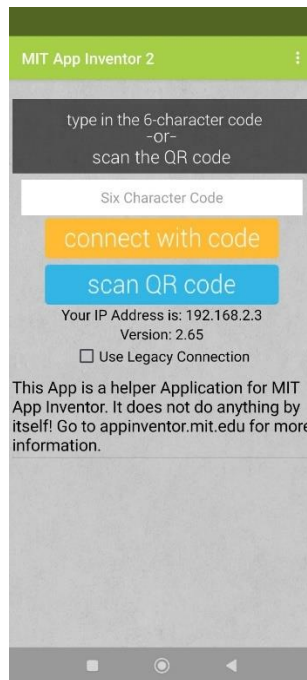 MIT App Inventor 2
type in the 6-character code
-or-
scan the QR code
Six Character Code
connect with code
scan QR code
Your IP Address is: 192.168.2.3
Version: 2.65
Use Legacy Connection
This App is a helper Application for MIT
App Inventor. It does not do anything by
itself! Go to appinventor.mit.edu for more
information.